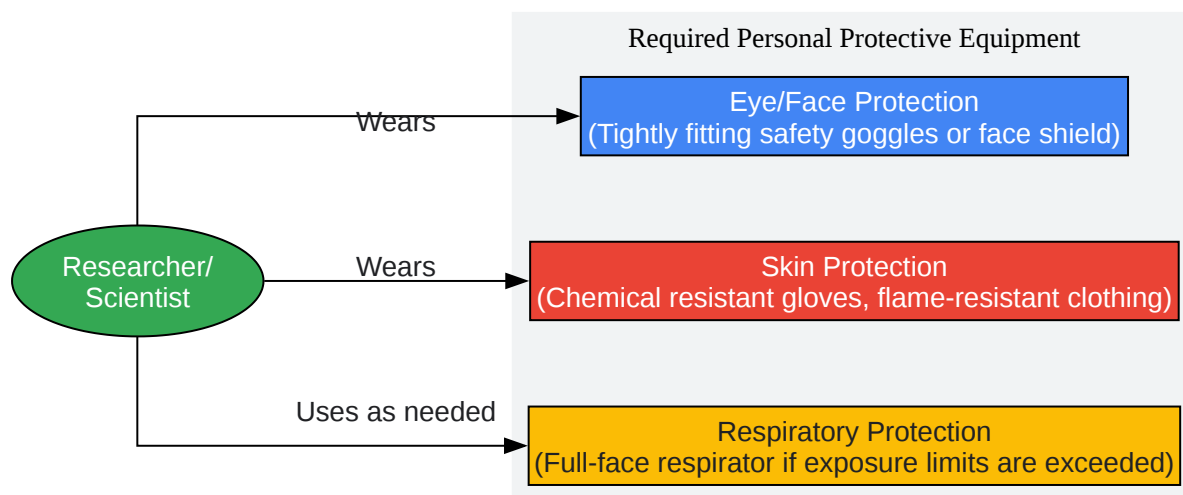 Required Personal Protective Equipment
Eye/Face Protection
(Tightly fitting safety goggles or face shield)
Wears
Researcher/
Scientist
Wears
Skin Protection
(Chemical resistant gloves, flame-resistant clothing)
Uses as needed
Respiratory Protection
(Full-face respirator if exposure limits are exceeded)